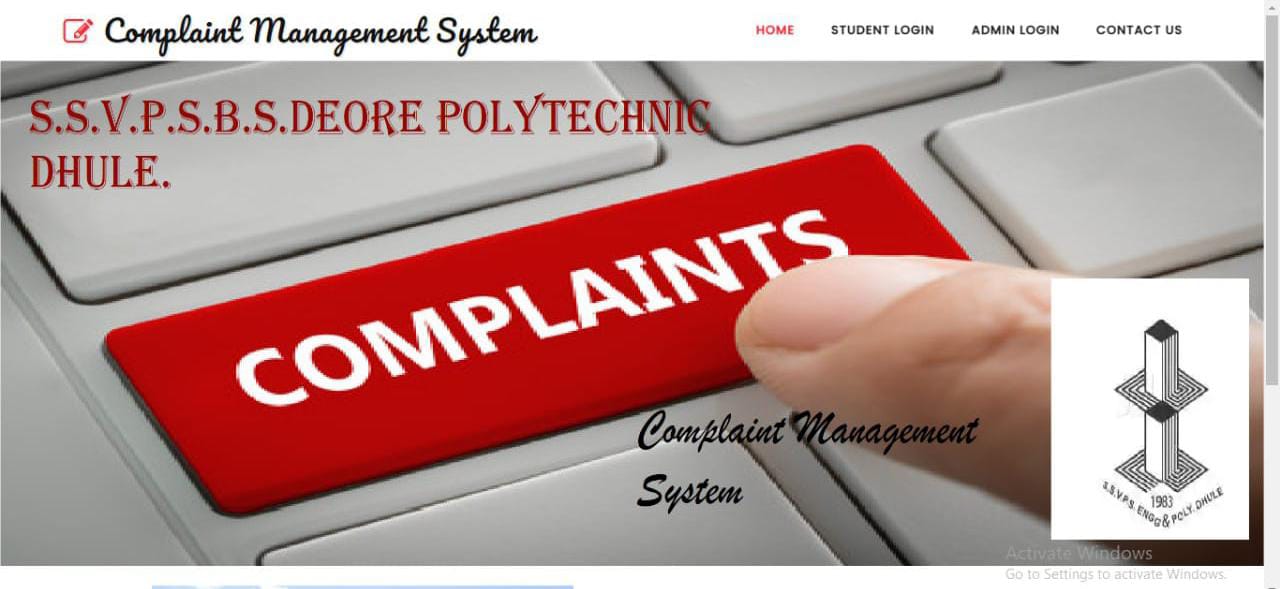 Complaint Management System
HOME
STUDENT LOGIN
ADMIN LOGIN
CONTACT US
S.S.V.P.S.B.S.DEORE POLYTECHNIC
DHULE.
COMPLAINTS
Complaint Management
System
1983
S.S.V.P.S. ENGG & POLY. DHULE
Activate Windows
Go to Settings to activate Windows.